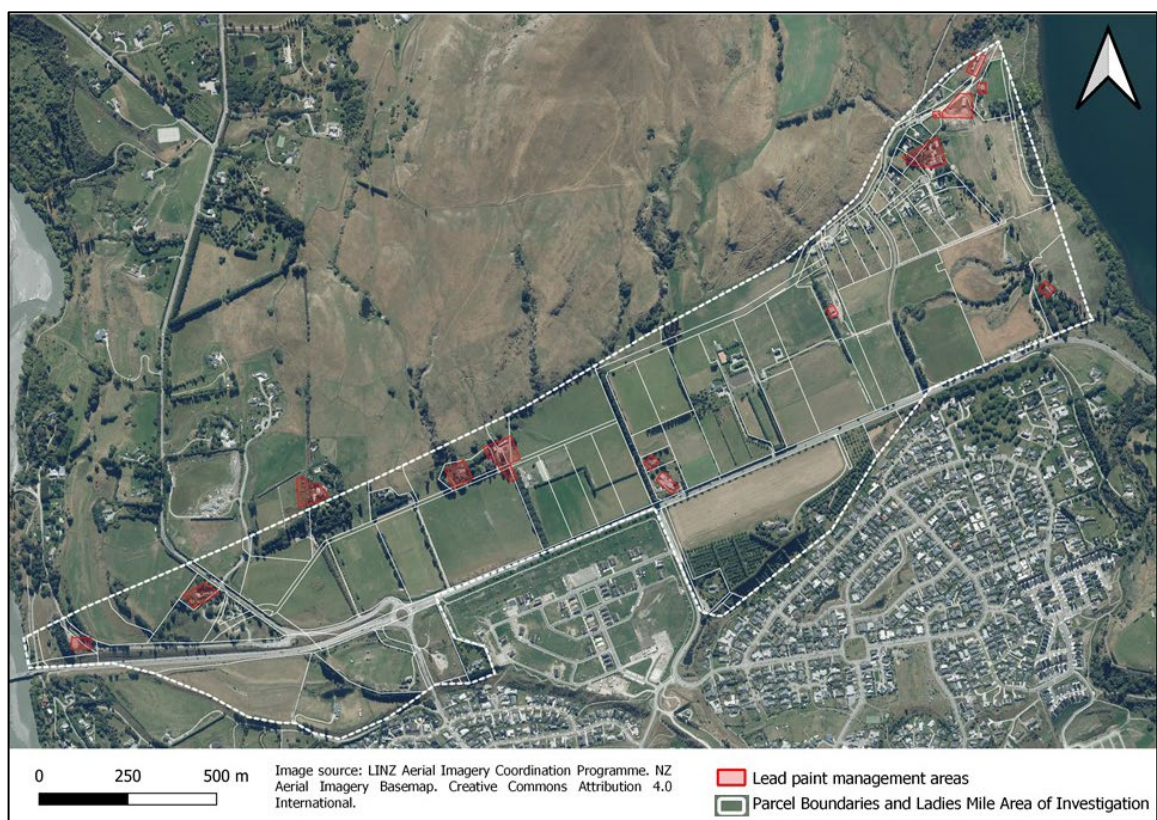 0 250 500 m
Image source: LINZ Aerial Imagery Coordination Programme. NZ
Aerial Imagery Basemap. Creative Commons Attribution 4.0
International.
Lead paint management areas
Parcel Boundaries and Ladies Mile Area of Investigation